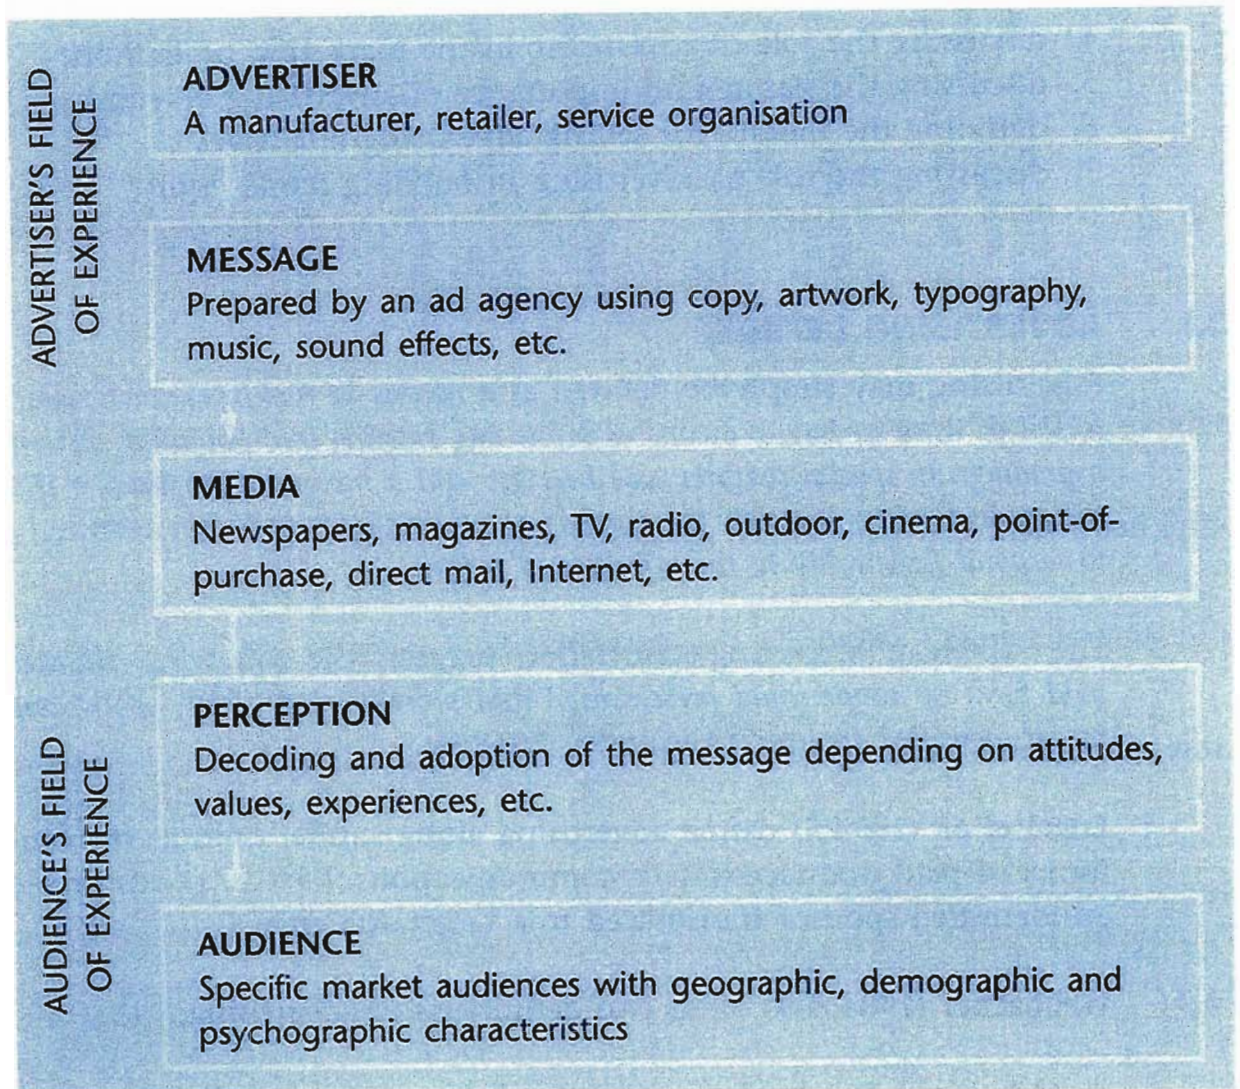 ADVERTISER'S FIELD
OF EXPERIENCE
ADVERTISER
A manufacturer, retailer, service organisation
MESSAGE
Prepared by an ad agency using copy, artwork, typography,
music, sound effects, etc.
MEDIA
Newspapers, magazines, TV, radio, outdoor, cinema, point-of-
purchase, direct mail, Internet, etc.
AUDIENCE'S FIELD
OF EXPERIENCE
PERCEPTION
Decoding and adoption of the message depending on attitudes,
values, experiences, etc.
AUDIENCE
Specific market audiences with geographic, demographic and
psychographic characteristics